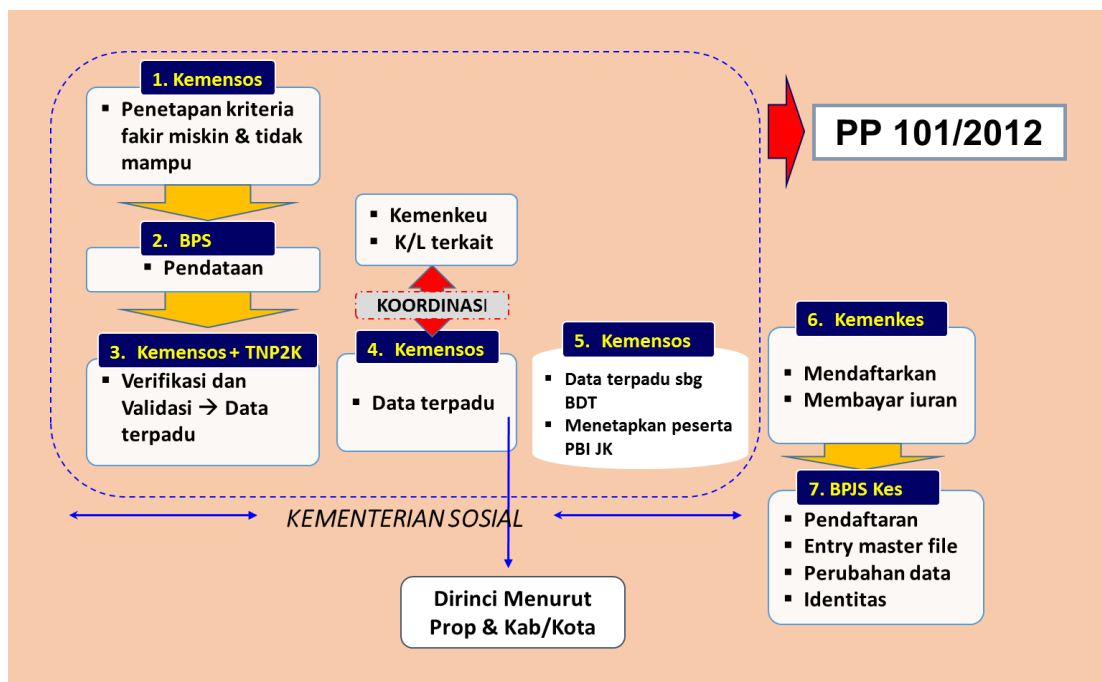 1. Kemensos
▪ Penetapan kriteria
fakir miskin & tidak
mampu
2. BPS
▪ Pendataan
3. Kemensos + TNP2K
▪ Verifikasi dan
Validasi → Data
terpadu
▪ Kemenkeu
▪ K/L terkait
KOORDINASI
4. Kemensos
▪ Data terpadu
5. Kemensos
▪ Data terpadu sbg
BDT
▪ Menetapkan peserta
PBI JK
PP 101/2012
6. Kemenkes
▪ Mendaftarkan
▪ Membayar iuran
7. BPJS Kes
▪ Pendaftaran
▪ Entry master file
▪ Perubahan data
▪ Identitas
KEMENTERIAN SOSIAL
Dirinci Menurut
Prop & Kab/Kota